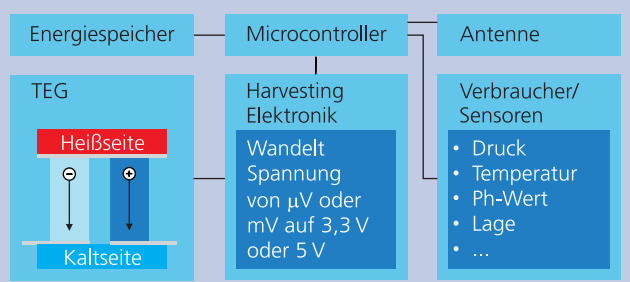 Energiespeicher
Microcontroller
Antenne
TEG
Heißseite
⊖
⊕
Kaltseite
Harvesting
Elektronik
Wandelt
Spannung
von µV oder
mV auf 3,3 V
oder 5 V
Verbraucher/
Sensoren
• Druck
• Temperatur
• Ph-Wert
• Lage
• ...